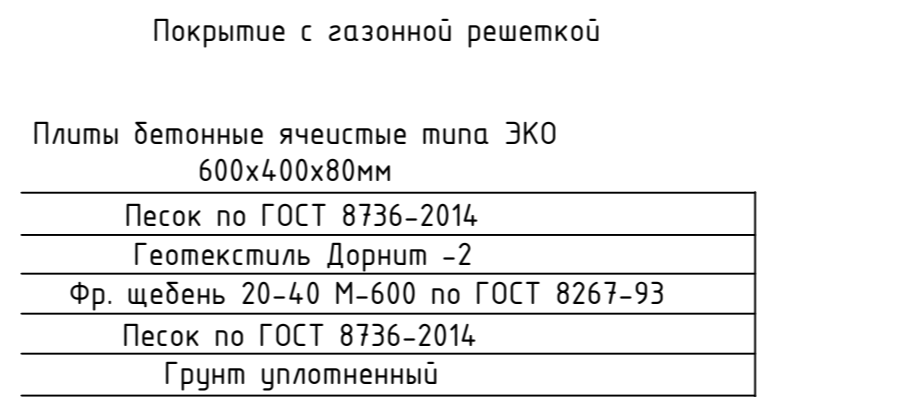 Покрытие с газонной решеткой
Плиты бетонные ячеистые типа ЭКО
600х400х80мм
Песок по ГОСТ 8736-2014
Геотекстиль Дорнит -2
Фр. щебень 20-40 М-600 по ГОСТ 8267-93
Песок по ГОСТ 8736-2014
Грунт уплотненный